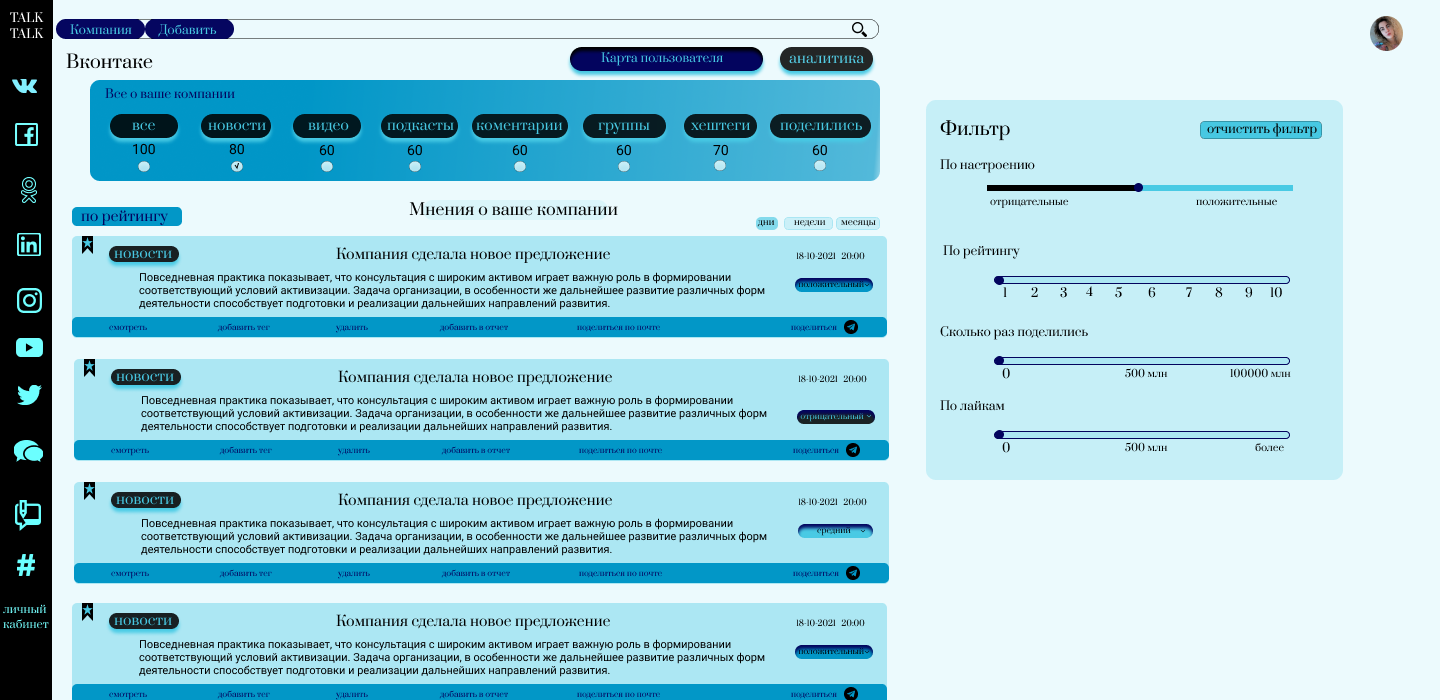 TALK
TALK
Компания
Добавить
Вконтаке
Карта пользователя
аналитика
Все о ваше компании
все
новости
видео
подкасты
коментарии
группы
хештеги
поделились
100
80
60
60
60
60
70
60
по рейтингу
Мнения о ваше компании
дни
недели
месяцы
новости
Компания сделала новое предложение
18-10-2021 20:00
Повседневная практика показывает, что консультация с широким активом играет важную роль в формировании
соответствующий условий активизации. Задача организации, в особенности же дальнейшее развитие различных форм
деятельности способствует подготовки и реализации дальнейших направлений развития.
положительный
смотреть
добавить тег
удалить
добавить в отчет
поделиться по почте
поделиться
новости
Компания сделала новое предложение
18-10-2021 20:00
Повседневная практика показывает, что консультация с широким активом играет важную роль в формировании
соответствующий условий активизации. Задача организации, в особенности же дальнейшее развитие различных форм
деятельности способствует подготовки и реализации дальнейших направлений развития.
отрицательный
смотреть
добавить тег
удалить
добавить в отчет
поделиться по почте
поделиться
новости
Компания сделала новое предложение
18-10-2021 20:00
Повседневная практика показывает, что консультация с широким активом играет важную роль в формировании
соответствующий условий активизации. Задача организации, в особенности же дальнейшее развитие различных форм
деятельности способствует подготовки и реализации дальнейших направлений развития.
средний
смотреть
добавить тег
удалить
добавить в отчет
поделиться по почте
поделиться
новости
Компания сделала новое предложение
18-10-2021 20:00
Повседневная практика показывает, что консультация с широким активом играет важную роль в формировании
соответствующий условий активизации. Задача организации, в особенности же дальнейшее развитие различных форм
деятельности способствует подготовки и реализации дальнейших направлений развития.
положительный
смотреть
добавить тег
удалить
добавить в отчет
поделиться по почте
поделиться
Фильтр
отчистить фильтр
По настроению
отрицательные
положительные
По рейтингу
1 2 3 4 5 6 7 8 9 10
Сколько раз поделились
0 500 млн 100000 млн
По лайкам
0 500 млн более
личный
кабинет